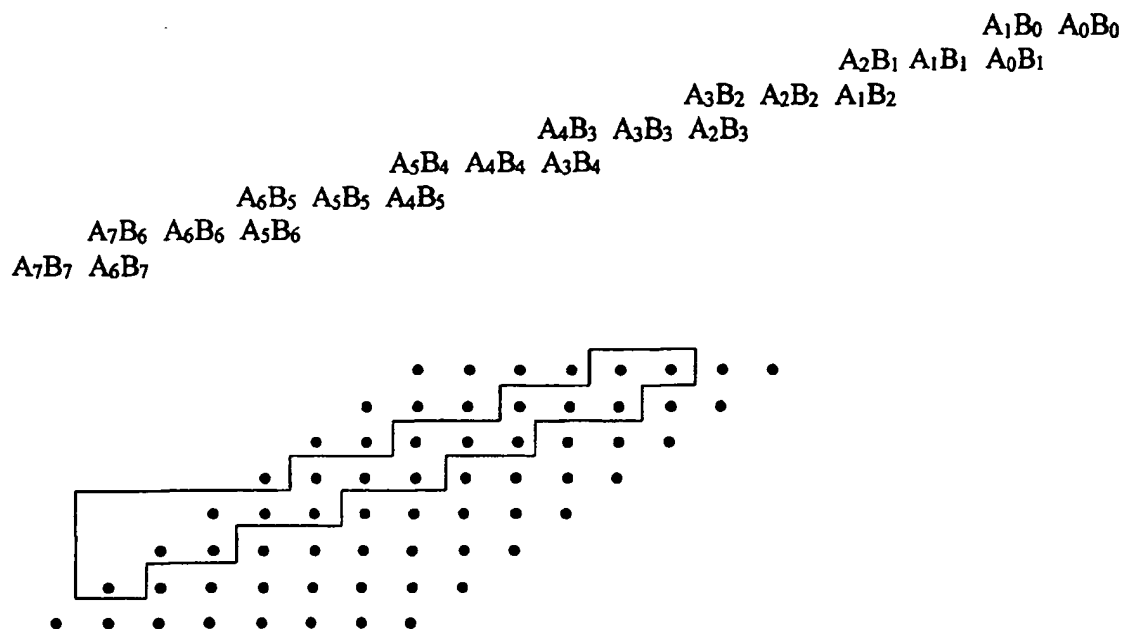 A₁B₀ A₀B₀
A₂B₁ A₁B₁ A₀B₁
A₃B₂ A₂B₂ A₁B₂
A₄B₃ A₃B₃ A₂B₃
A₅B₄ A₄B₄ A₃B₄
A₆B₅ A₅B₅ A₄B₅
A₇B₆ A₆B₆ A₅B₆
A₇B₇ A₆B₇